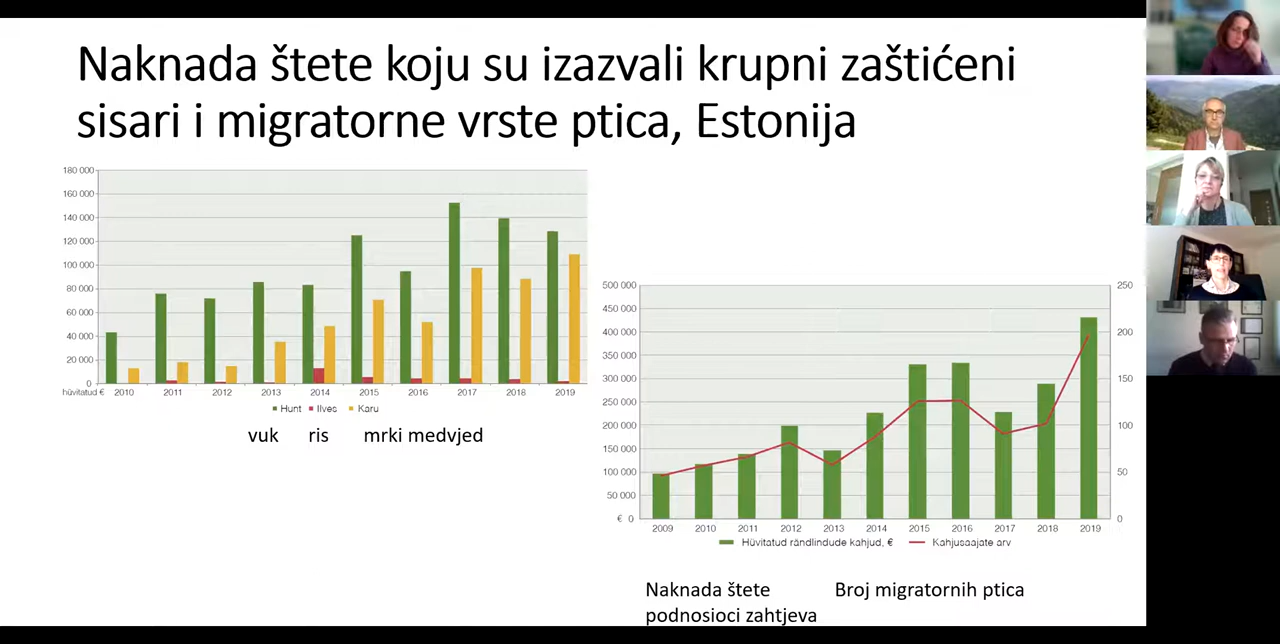 Naknada štete koju su izazvali krupni zaštićeni
sisari i migratorne vrste ptica, Estonija
180 000
160 000
140 000
120 000
100 000
80 000
60 000
40 000
20 000
0
hüvitatud €
2010 2011 2012 2013 2014 2015 2016 2017 2018 2019
Hunt Ilves Karu
vuk ris mrki medvjed
500 000 250
450 000
400 000 200
350 000
300 000 150
250 000
200 000 100
150 000
100 000 50
50 000
€ 0 0
2009 2010 2011 2012 2013 2014 2015 2016 2017 2018 2019
Hüvitatud rändlindude kahjud, € Kahjusaajate arv
Naknada štete Broj migratornih ptica
podnosioci zahtjeva